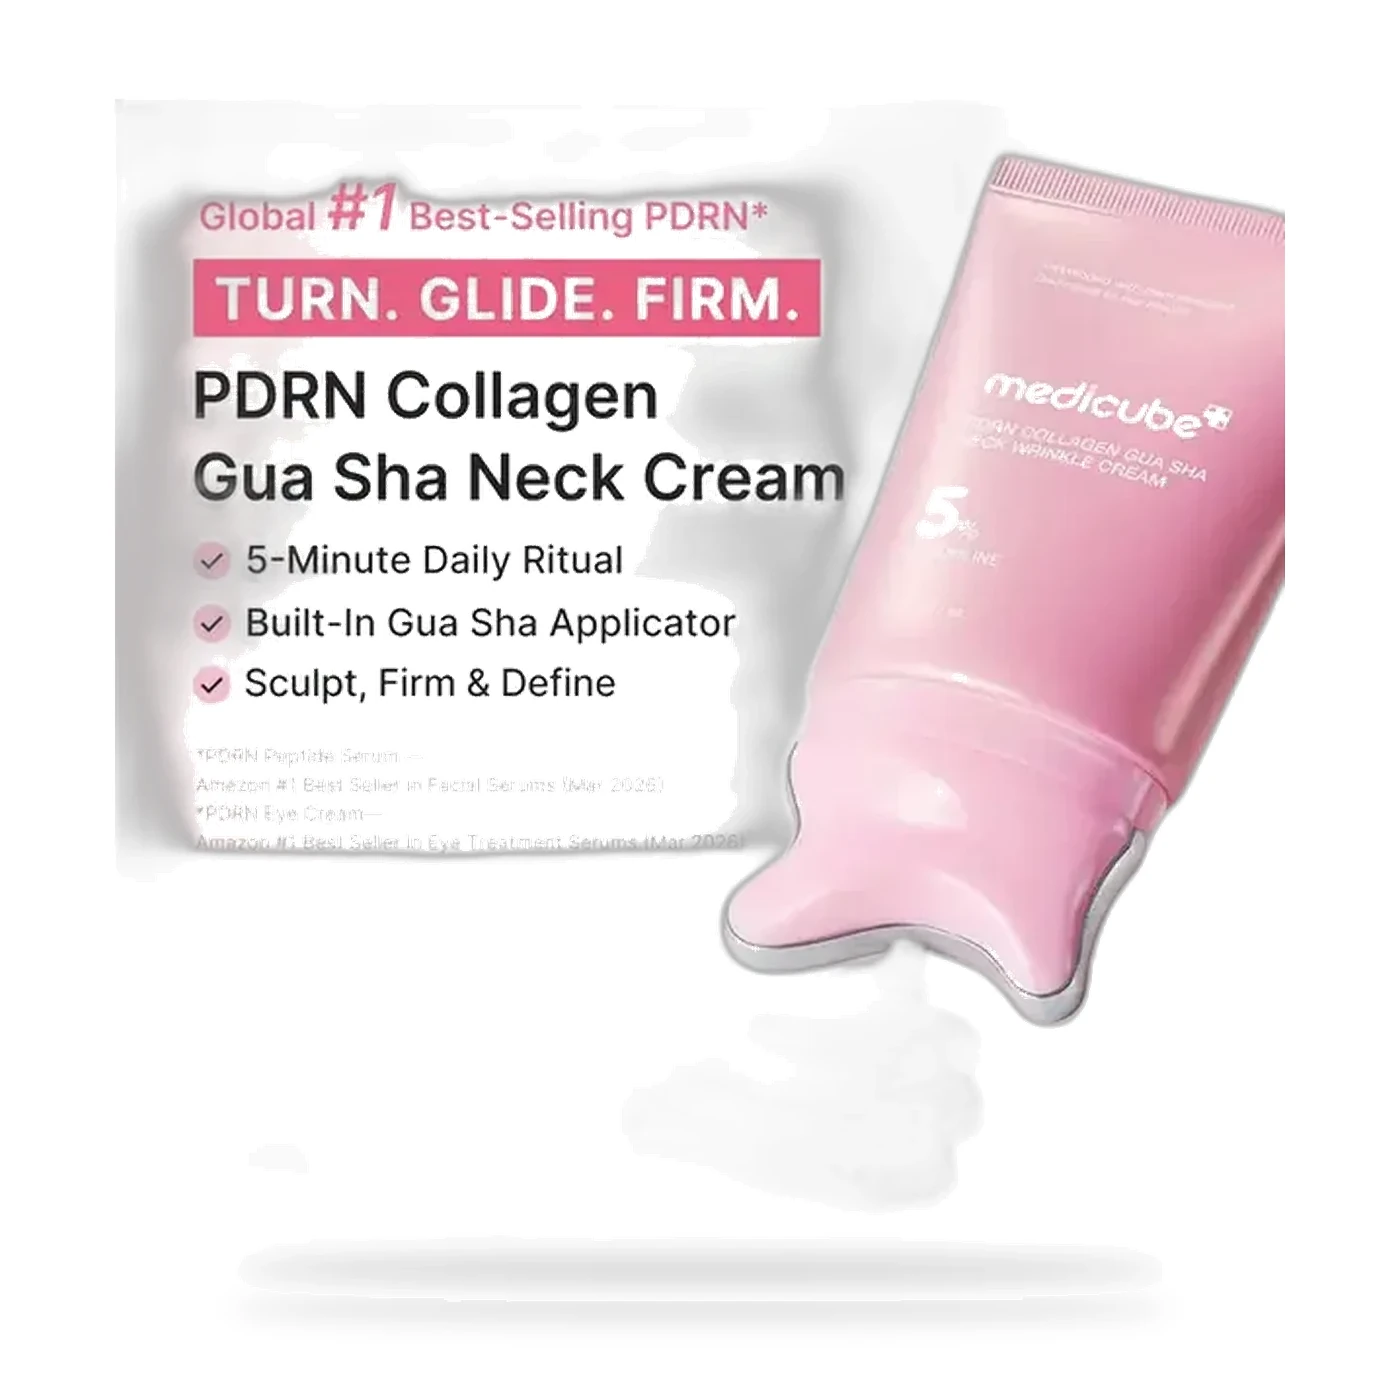 Global #1 Best-Selling PDRN*
TURN. GLIDE. FIRM.
PDRN Collagen
Gua Sha Neck Cream
5-Minute Daily Ritual
Built-In Gua Sha Applicator
Sculpt, Firm & Define
*PDRN Peptide Serum —
Amazon #1 Best Seller in Facial Serums (Mar 2026)
*PDRN Eye Cream—
Amazon #1 Best Seller in Eye Treatment Serums (Mar 2026)
medicube
COLLAGEN GUA SHA
WRINKLE CREAM
5